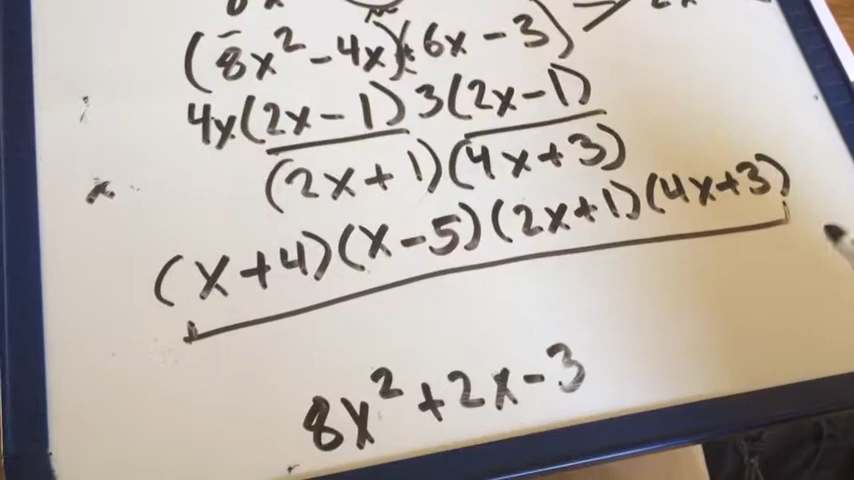 (8x² - 4x)(6x - 3)
4x(2x - 1) 3(2x - 1)
(2x + 1)(4x + 3)
(x + 4)(x - 5)(2x + 1)(4x + 3)
8x² + 2x - 3